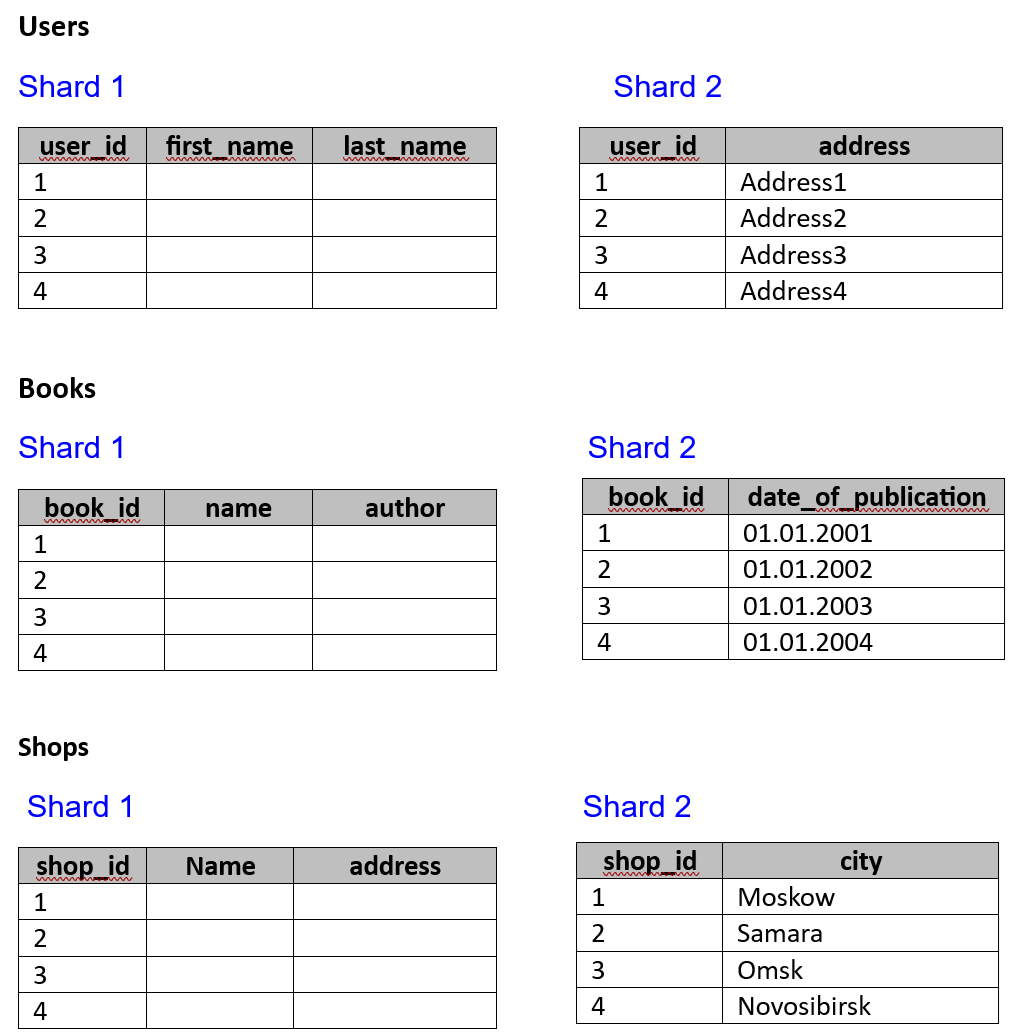 Users
Shard 1
Shard 2
user_id first_name last_name
1
2
3
4
user_id address
1 Address1
2 Address2
3 Address3
4 Address4
Books
Shard 1
Shard 2
book_id name author
1
2
3
4
book_id date_of_publication
1 01.01.2001
2 01.01.2002
3 01.01.2003
4 01.01.2004
Shops
Shard 1
Shard 2
shop_id Name address
1
2
3
4
shop_id city
1 Moskow
2 Samara
3 Omsk
4 Novosibirsk